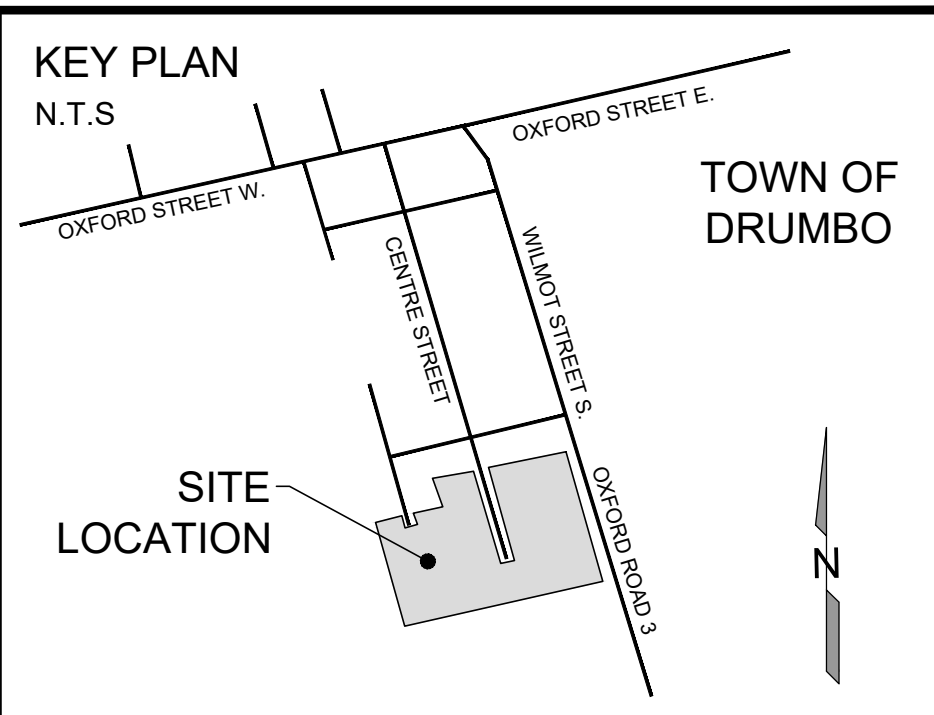 KEY PLAN
N.T.S
OXFORD STREET E.
OXFORD STREET W.
TOWN OF
DRUMBO
CENTRE STREET
WILMOT STREET S.
SITE
LOCATION
OXFORD ROAD 3
N